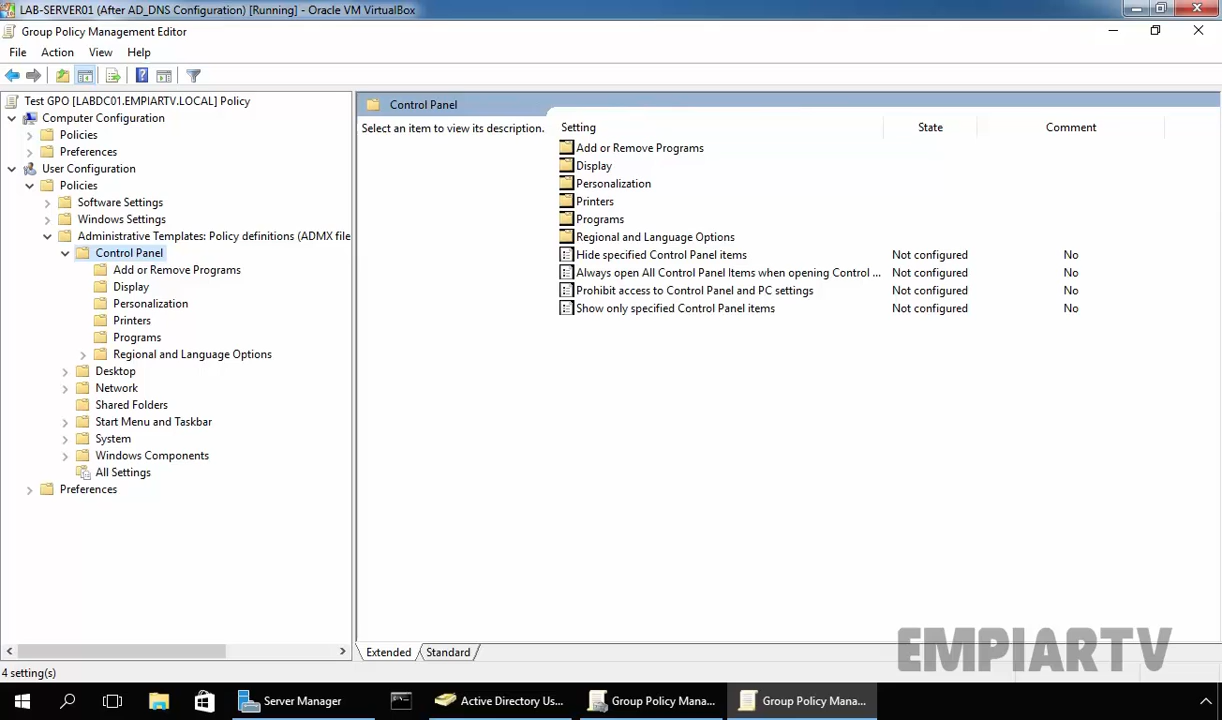 LAB-SERVER01 (After AD_DNS Configuration) [Running] - Oracle VM VirtualBox
Group Policy Management Editor
File Action View Help
Test GPO [LABDC01.EMPIARTV.LOCAL] Policy
Computer Configuration
Policies
Preferences
User Configuration
Policies
Software Settings
Windows Settings
Administrative Templates: Policy definitions (ADMX file
Control Panel
Add or Remove Programs
Display
Personalization
Printers
Programs
Regional and Language Options
Desktop
Network
Shared Folders
Start Menu and Taskbar
System
Windows Components
All Settings
Preferences
Control Panel
Select an item to view its description.
Setting State Comment
Add or Remove Programs
Display
Personalization
Printers
Programs
Regional and Language Options
Hide specified Control Panel items Not configured No
Always open All Control Panel Items when opening Control ... Not configured No
Prohibit access to Control Panel and PC settings Not configured No
Show only specified Control Panel items Not configured No
Extended Standard
EMPIARTV
4 setting(s)
Server Manager Active Directory Us... Group Policy Mana... Group Policy Mana...